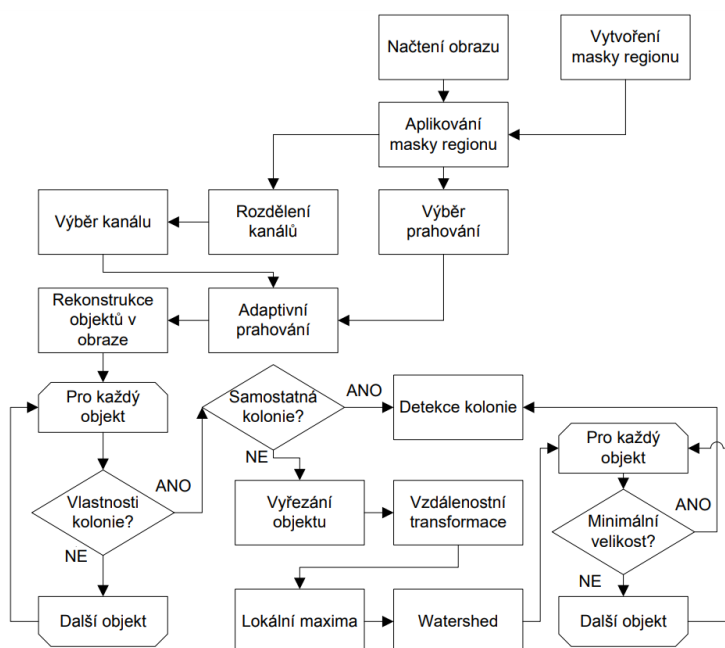 Načtení obrazu
Vytvoření
masky regionu
Aplikování
masky regionu
Výběr kanálu
Rozdělení
kanálů
Výběr
prahování
Rekonstrukce
objektů v
obraze
Adaptivní
prahování
Pro každý
objekt
Samostatná
kolonie?
ANO
Detekce kolonie
Pro každý
objekt
NE
Vlastnosti
kolonie?
ANO
Vyřezání
objektu
Vzdálenostní
transformace
Minimální
velikost?
ANO
NE
NE
Další objekt
Lokální maxima
Watershed
Další objekt